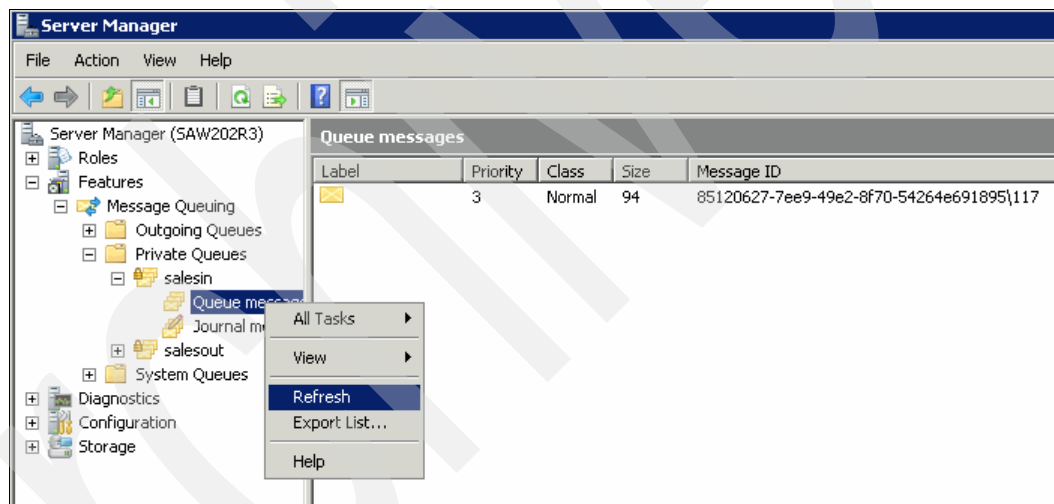 Server Manager
File Action View Help
Server Manager (SAW202R3)
Roles
Features
Message Queuing
Outgoing Queues
Private Queues
salesin
Queue message
Journal m
salesout
System Queues
Diagnostics
Configuration
Storage
All Tasks
View
Refresh
Export List...
Help
Queue messages
Label Priority Class Size Message ID
3 Normal 94 85120627-7ee9-49e2-8f70-54264e691895\117